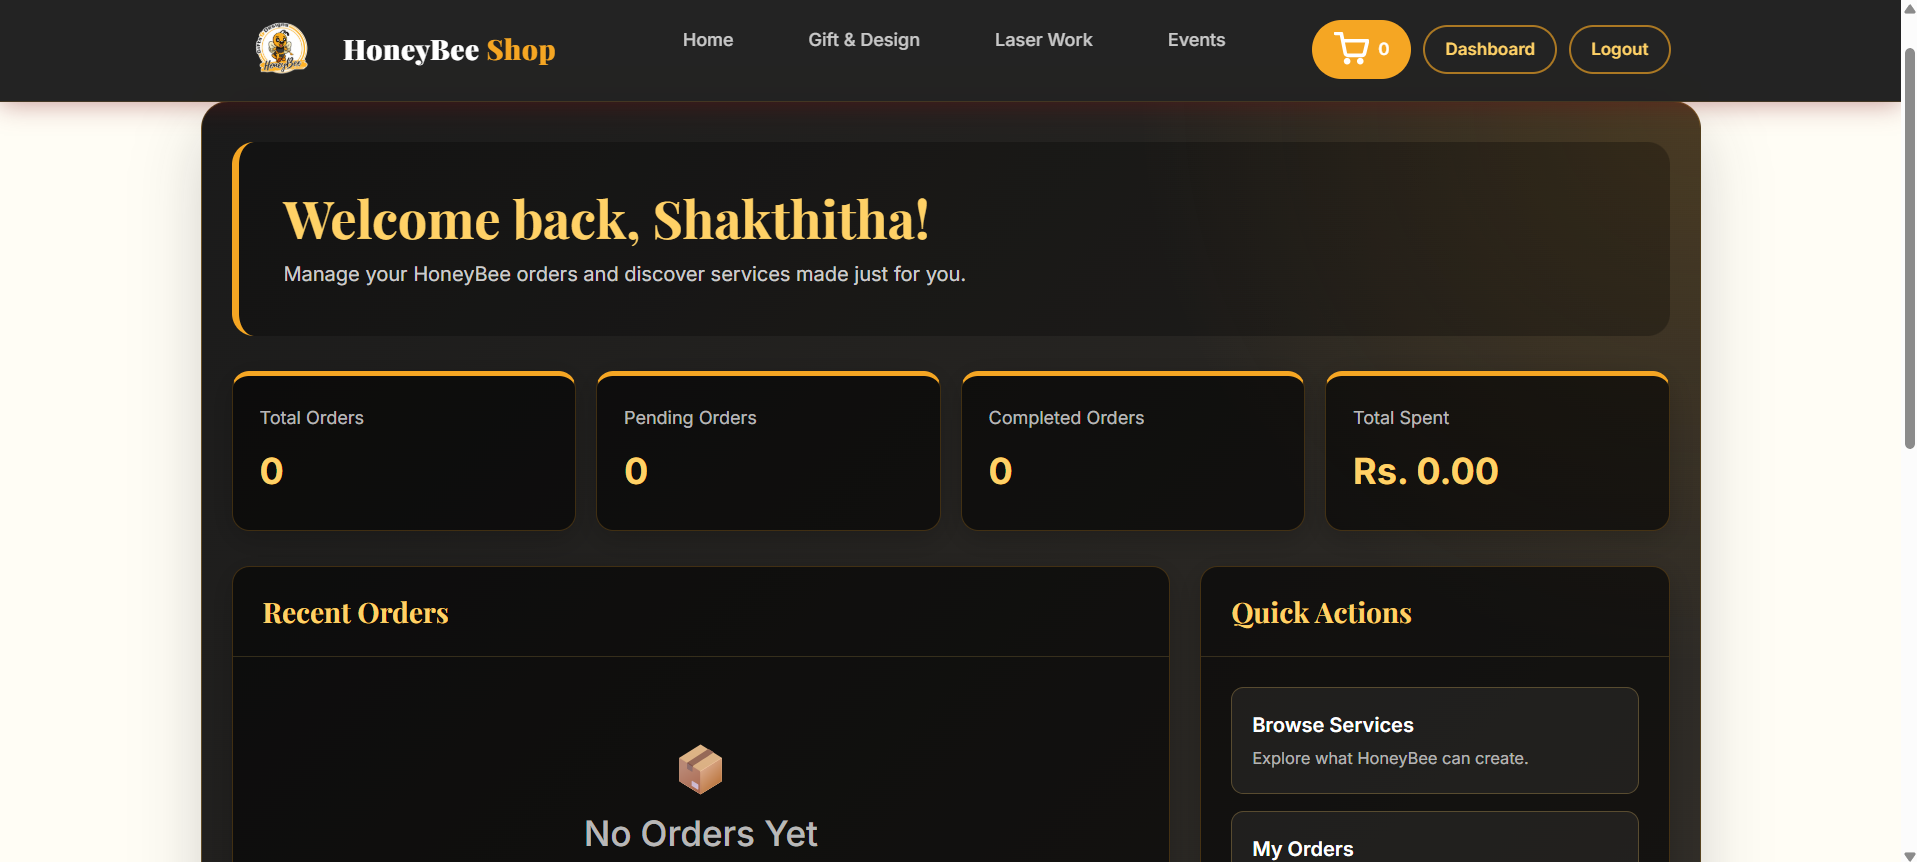 HoneyBee
HoneyBee Shop
Home
Gift & Design
Laser Work
Events
0
Dashboard
Logout
Welcome back, Shakthitha!
Manage your HoneyBee orders and discover services made just for you.
Total Orders
0
Pending Orders
0
Completed Orders
0
Total Spent
Rs. 0.00
Recent Orders
No Orders Yet
Quick Actions
Browse Services
Explore what HoneyBee can create.
My Orders